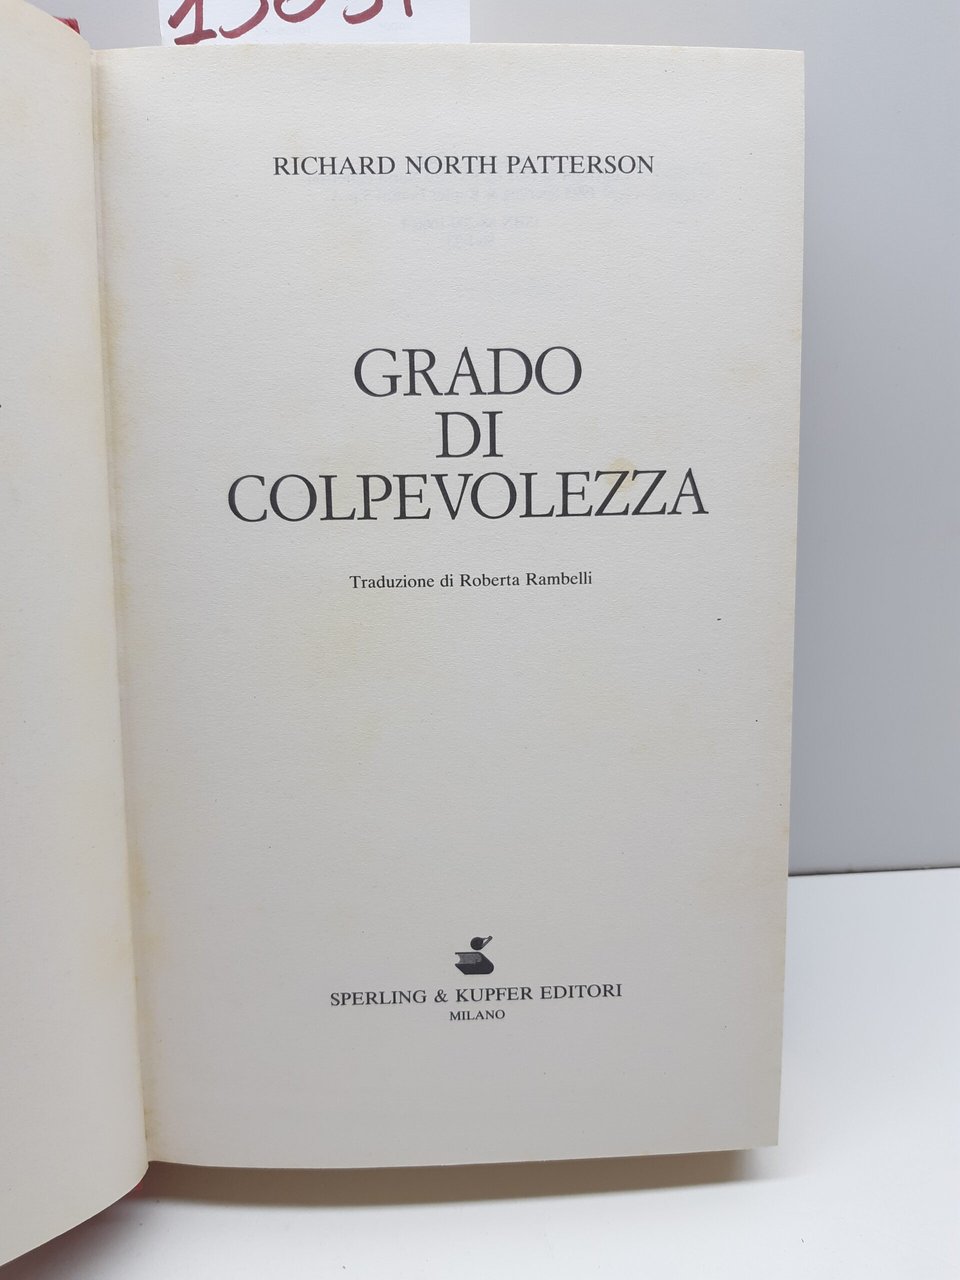 RICHARD NORTH PATTERSON
GRADO
DI
COLPEVOLEZZA
Traduzione di Roberta Rambelli
SPERLING & KUPFER EDITORI
MILANO